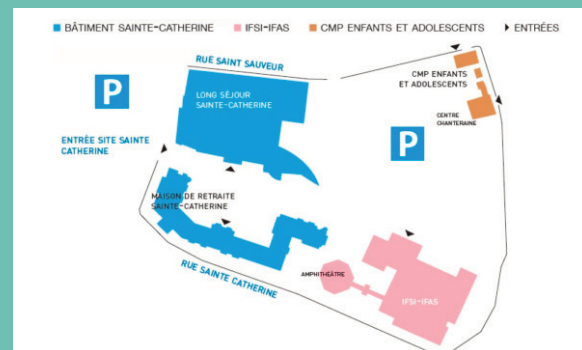 BÂTIMENT SAINTE-CATHERINE IFSI-IFAS CMP ENFANTS ET ADOLESCENTS ENTRÉES
RUE SAINT SAUVEUR
CMP ENFANTS
ET ADOLESCENTS
P
LONG SÉJOUR
SAINTE-CATHERINE
CENTRE
CHANTERAINE
P
ENTRÉE SITE SAINTE
CATHERINE
MAISON DE RETRAITE
SAINTE-CATHERINE
RUE SAINTE CATHERINE
AMPHITHÉÂTRE
IFSI-IFAS